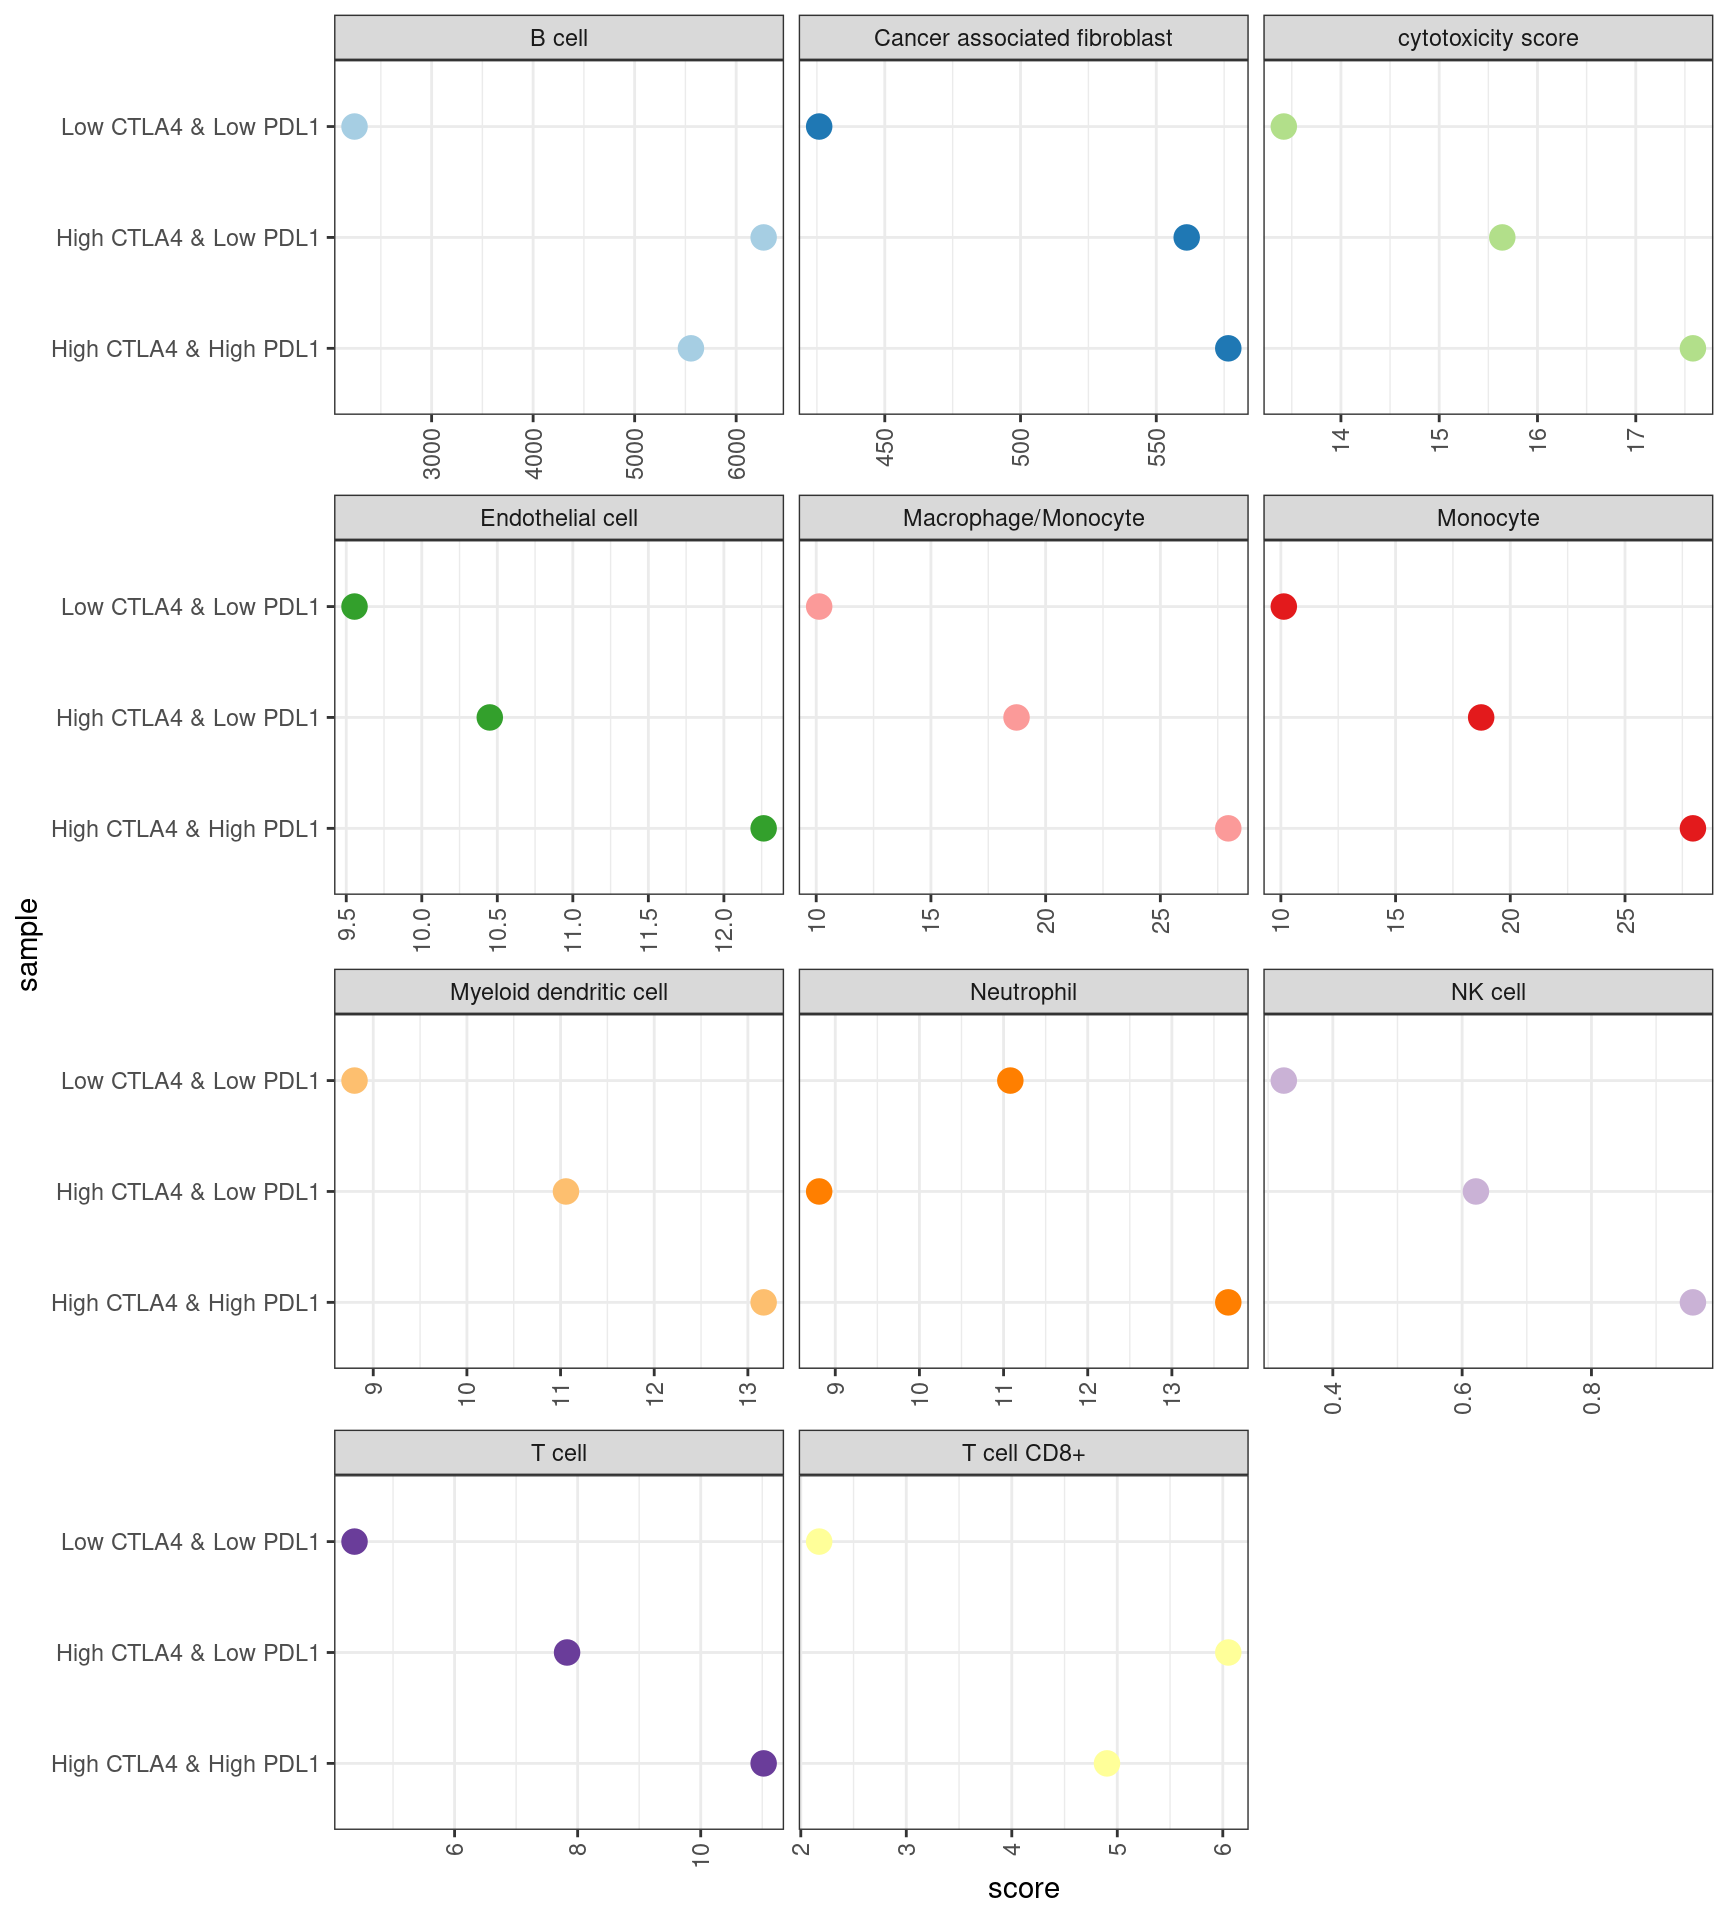 B cell
Cancer associated fibroblast
cytotoxicity score
Low CTLA4 & Low PDL1
High CTLA4 & Low PDL1
High CTLA4 & High PDL1
3000 4000 5000 6000
450 500 550
14 15 16 17
Endothelial cell
Macrophage/Monocyte
Monocyte
Low CTLA4 & Low PDL1
High CTLA4 & Low PDL1
High CTLA4 & High PDL1
9.5 10.0 10.5 11.0 11.5 12.0
10 15 20 25
10 15 20 25
sample
Myeloid dendritic cell
Neutrophil
NK cell
Low CTLA4 & Low PDL1
High CTLA4 & Low PDL1
High CTLA4 & High PDL1
9 10 11 12 13
9 10 11 12 13
0.4 0.6 0.8
T cell
T cell CD8+
Low CTLA4 & Low PDL1
High CTLA4 & Low PDL1
High CTLA4 & High PDL1
6 8 10
2 3 4 5 6
score